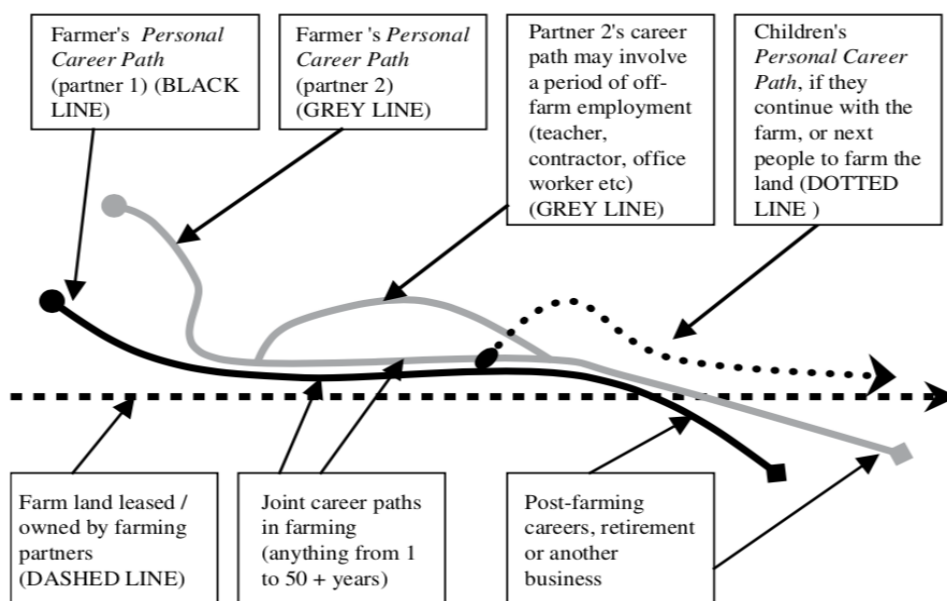 Farmer's Personal
Career Path
(partner 1) (BLACK
LINE)
Farmer 's Personal
Career Path
(partner 2)
(GREY LINE)
Partner 2's career
path may involve
a period of off-
farm employment
(teacher,
contractor, office
worker etc)
(GREY LINE)
Children's
Personal Career
Path, if they
continue with the
farm, or next
people to farm the
land (DOTTED
LINE )
Farm land leased /
owned by farming
partners
(DASHED LINE)
Joint career paths
in farming
(anything from 1
to 50 + years)
Post-farming
careers, retirement
or another
business